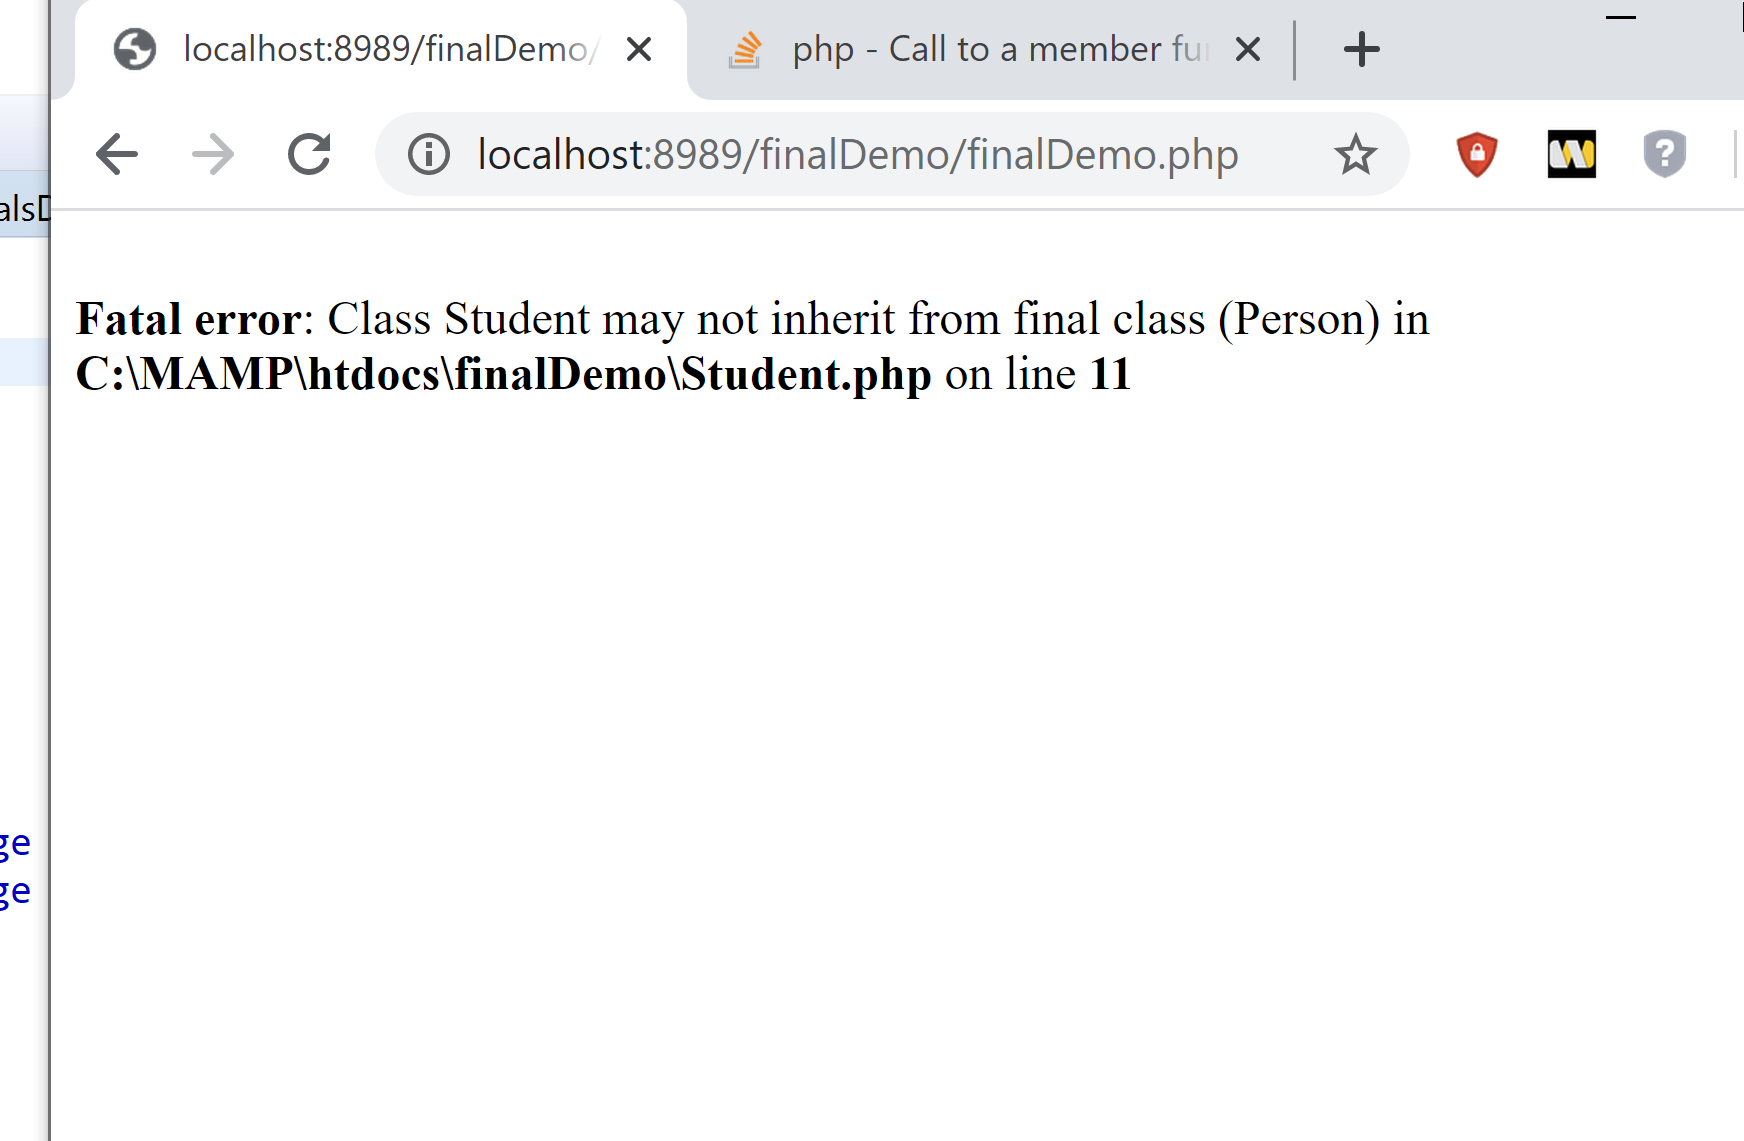 localhost:8989/finalDemo/
php - Call to a member fu
localhost:8989/finalDemo/finalDemo.php
alsD
Fatal error: Class Student may not inherit from final class (Person) in
C:\MAMP\htdocs\finalDemo\Student.php on line 11
ge
ge